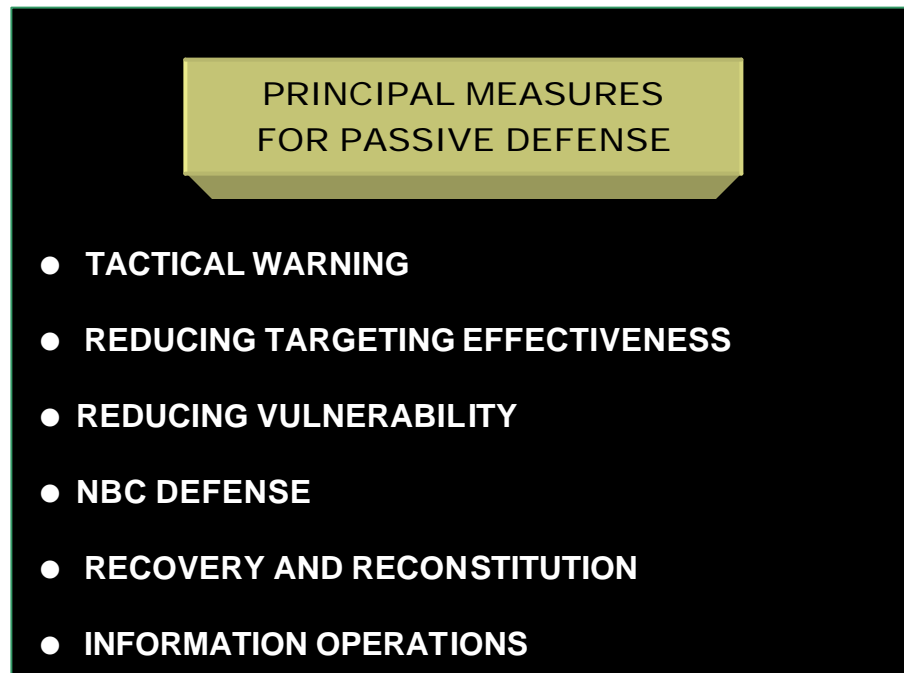 PRINCIPAL MEASURES
FOR PASSIVE DEFENSE
● TACTICAL WARNING
● REDUCING TARGETING EFFECTIVENESS
● REDUCING VULNERABILITY
● NBC DEFENSE
● RECOVERY AND RECONSTITUTION
● INFORMATION OPERATIONS